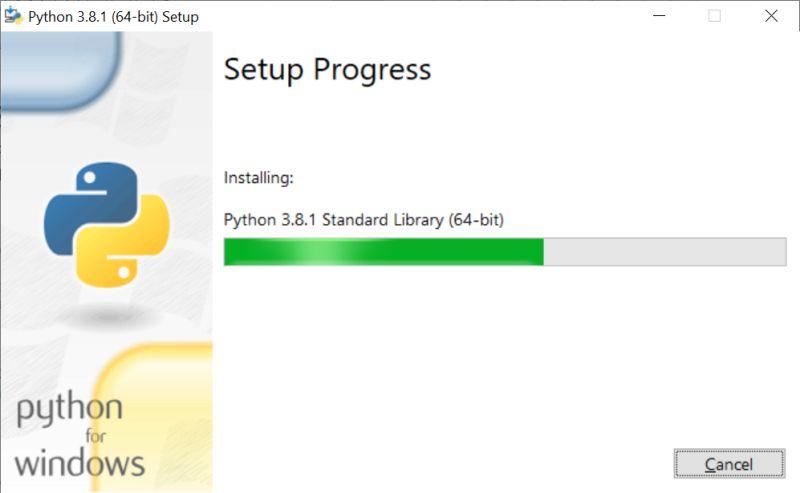 Python 3.8.1 (64-bit) Setup
Setup Progress
Installing:
Python 3.8.1 Standard Library (64-bit)
python
for
windows
Cancel